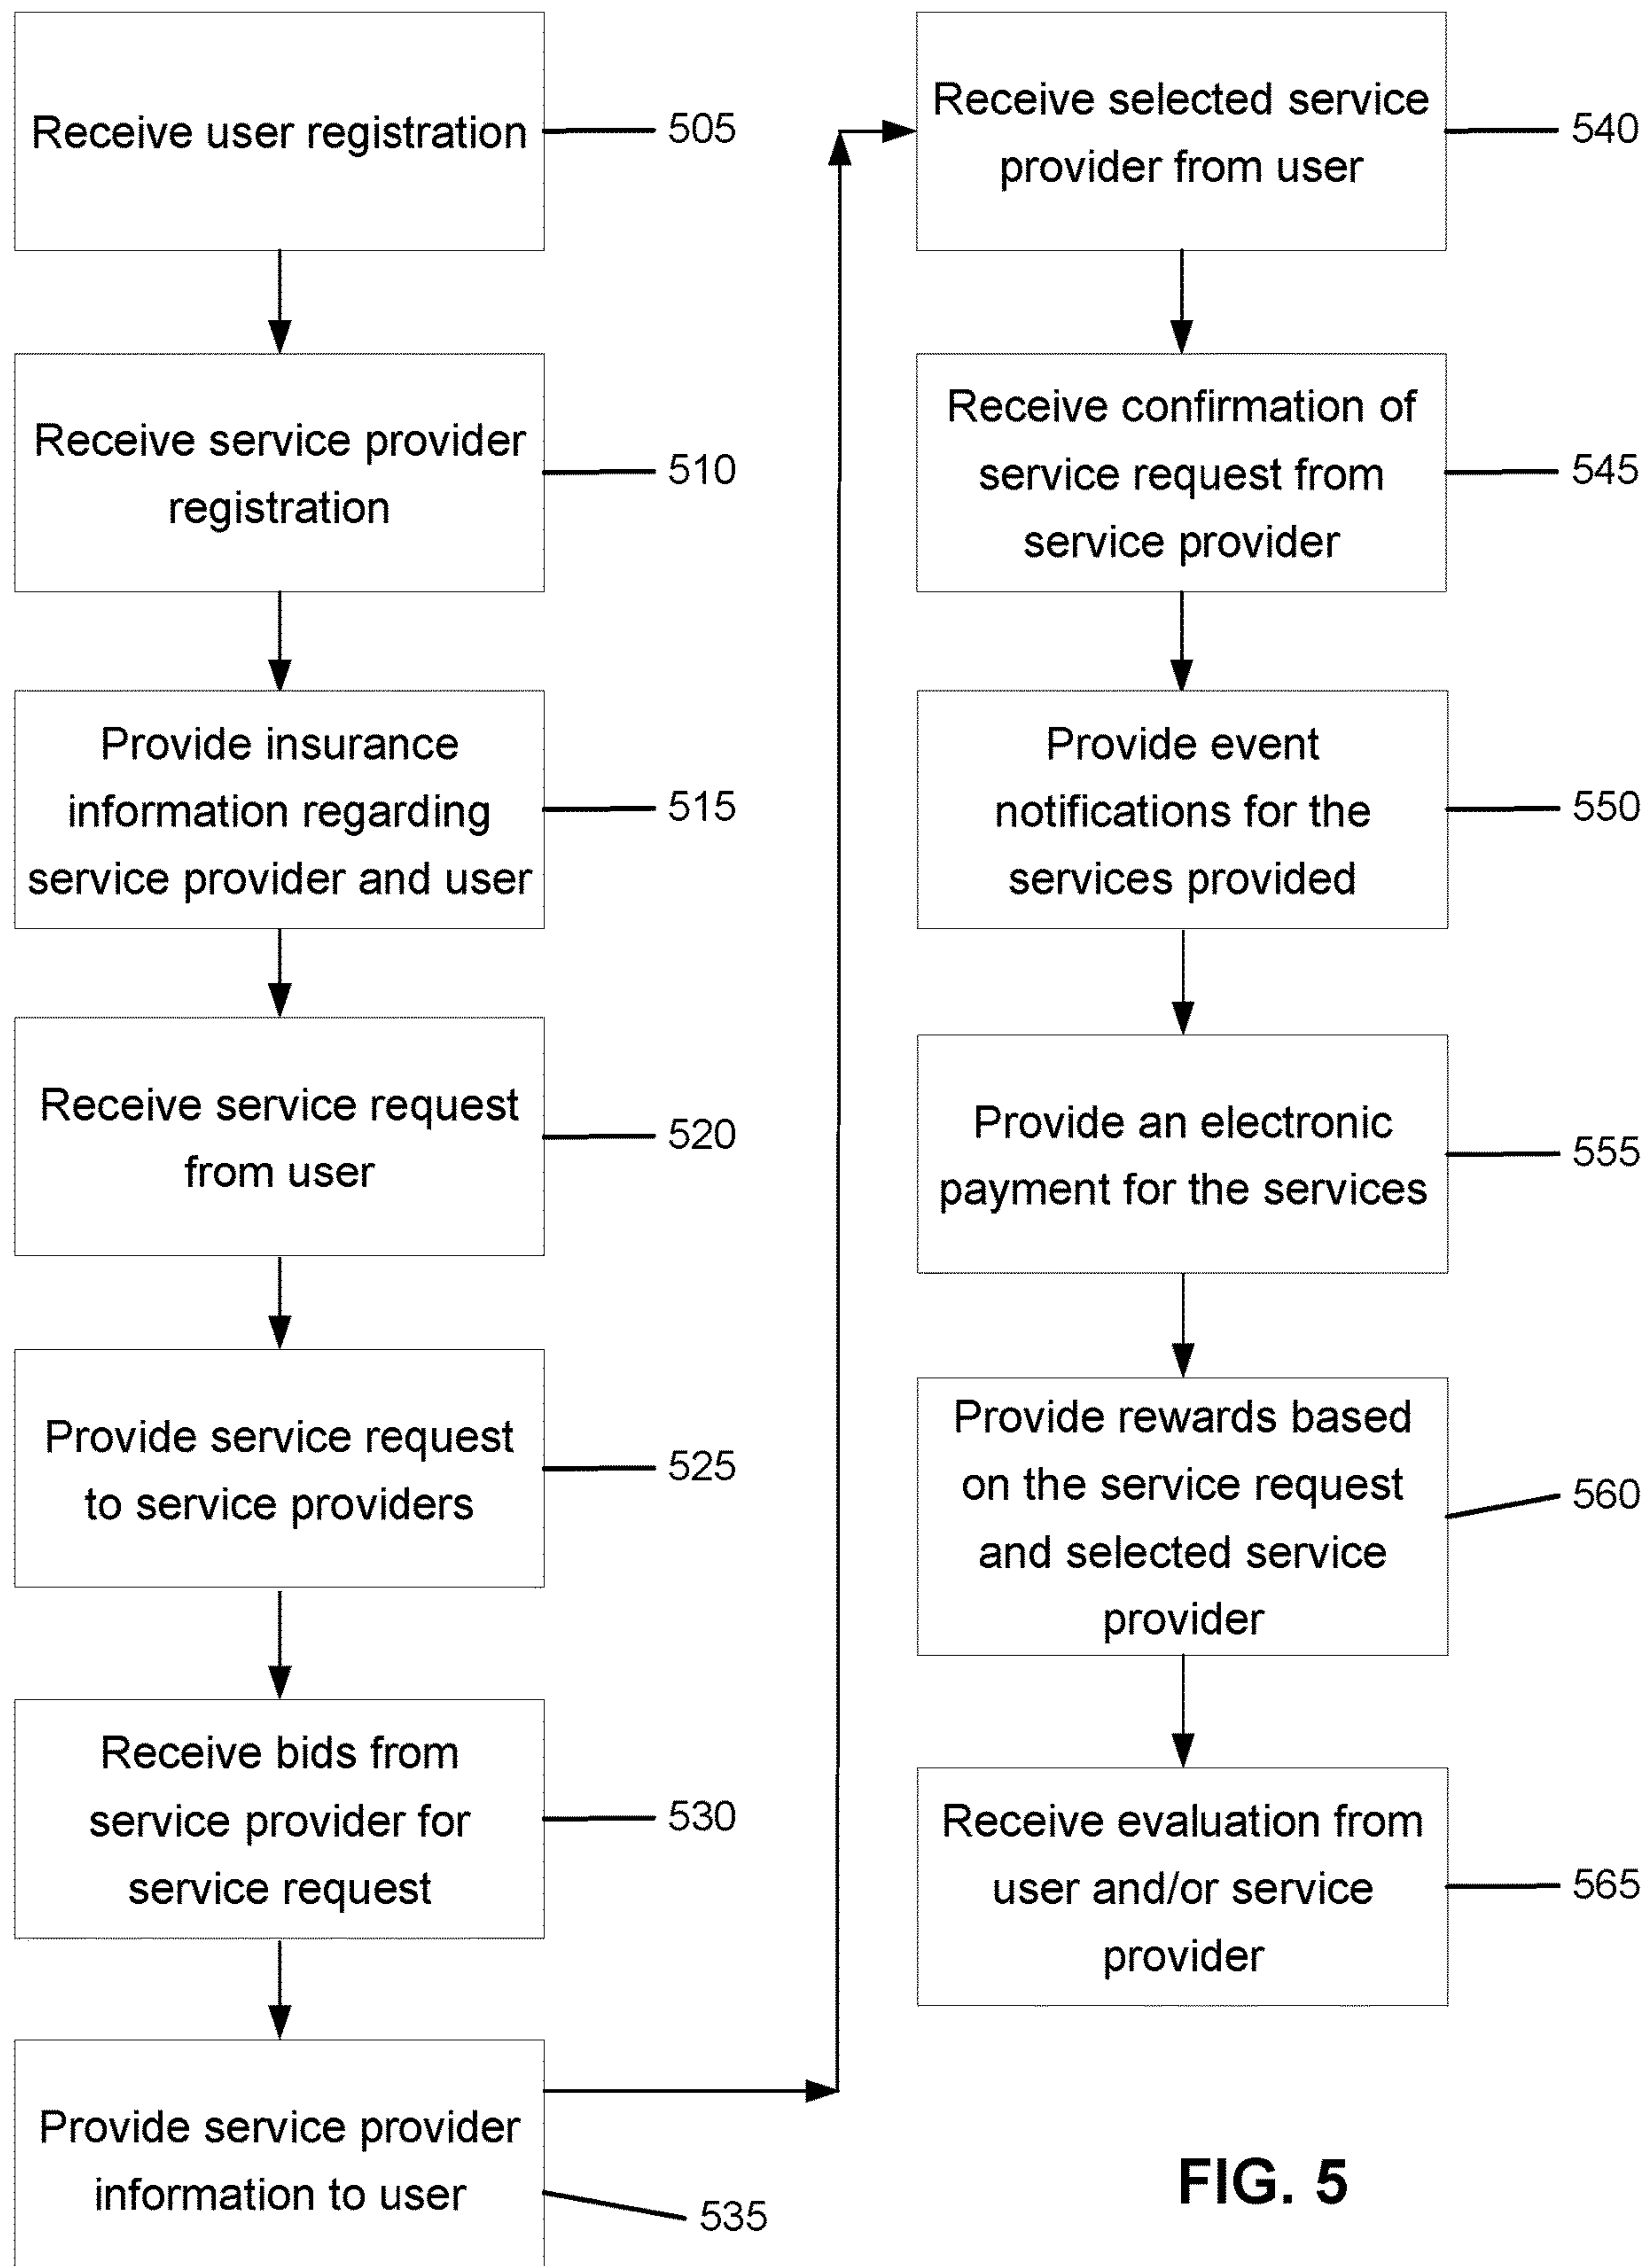 Receive user registration
505
Receive service provider
registration
510
Provide insurance
information regarding
service provider and user
515
Receive service request
from user
520
Provide service request
to service providers
525
Receive bids from
service provider for
service request
530
Provide service provider
information to user
535
Receive selected service
provider from user
540
Receive confirmation of
service request from
service provider
545
Provide event
notifications for the
services provided
550
Provide an electronic
payment for the services
555
Provide rewards based
on the service request
and selected service
provider
560
Receive evaluation from
user and/or service
provider
565
FIG. 5